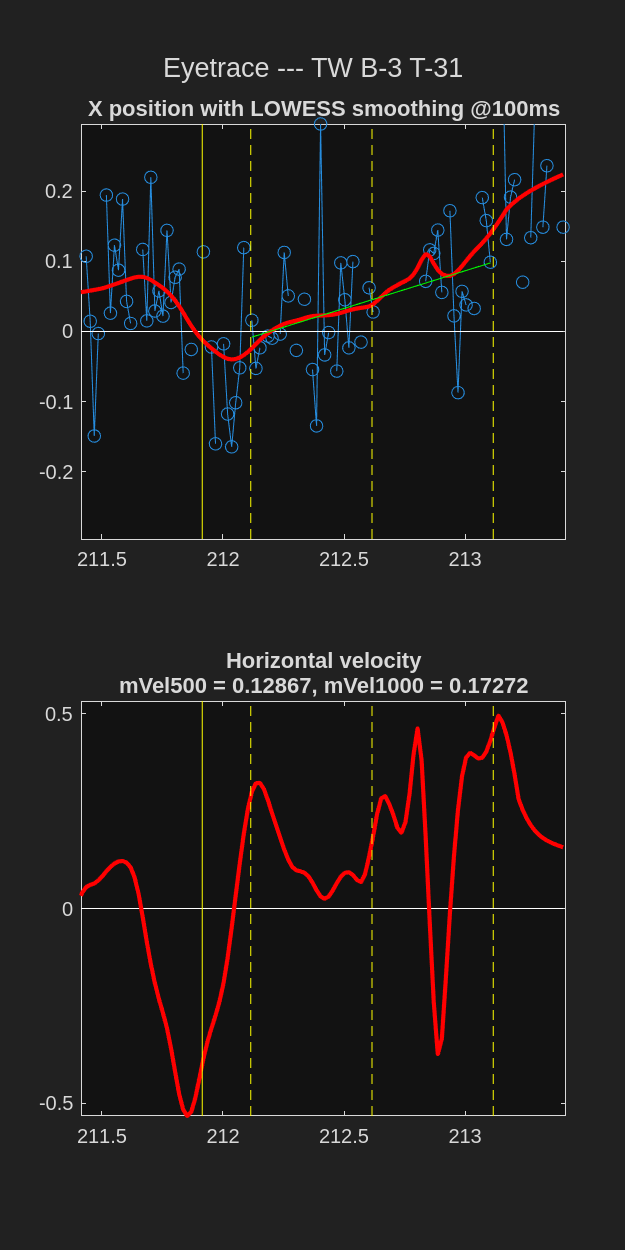 Eyetrace --- TW B-3 T-31
X position with LOWESS smoothing @100ms
0.2
0.1
0
-0.1
-0.2
211.5 212 212.5 213
Horizontal velocity
mVel500 = 0.12867, mVel1000 = 0.17272
0.5
0
-0.5
211.5 212 212.5 213